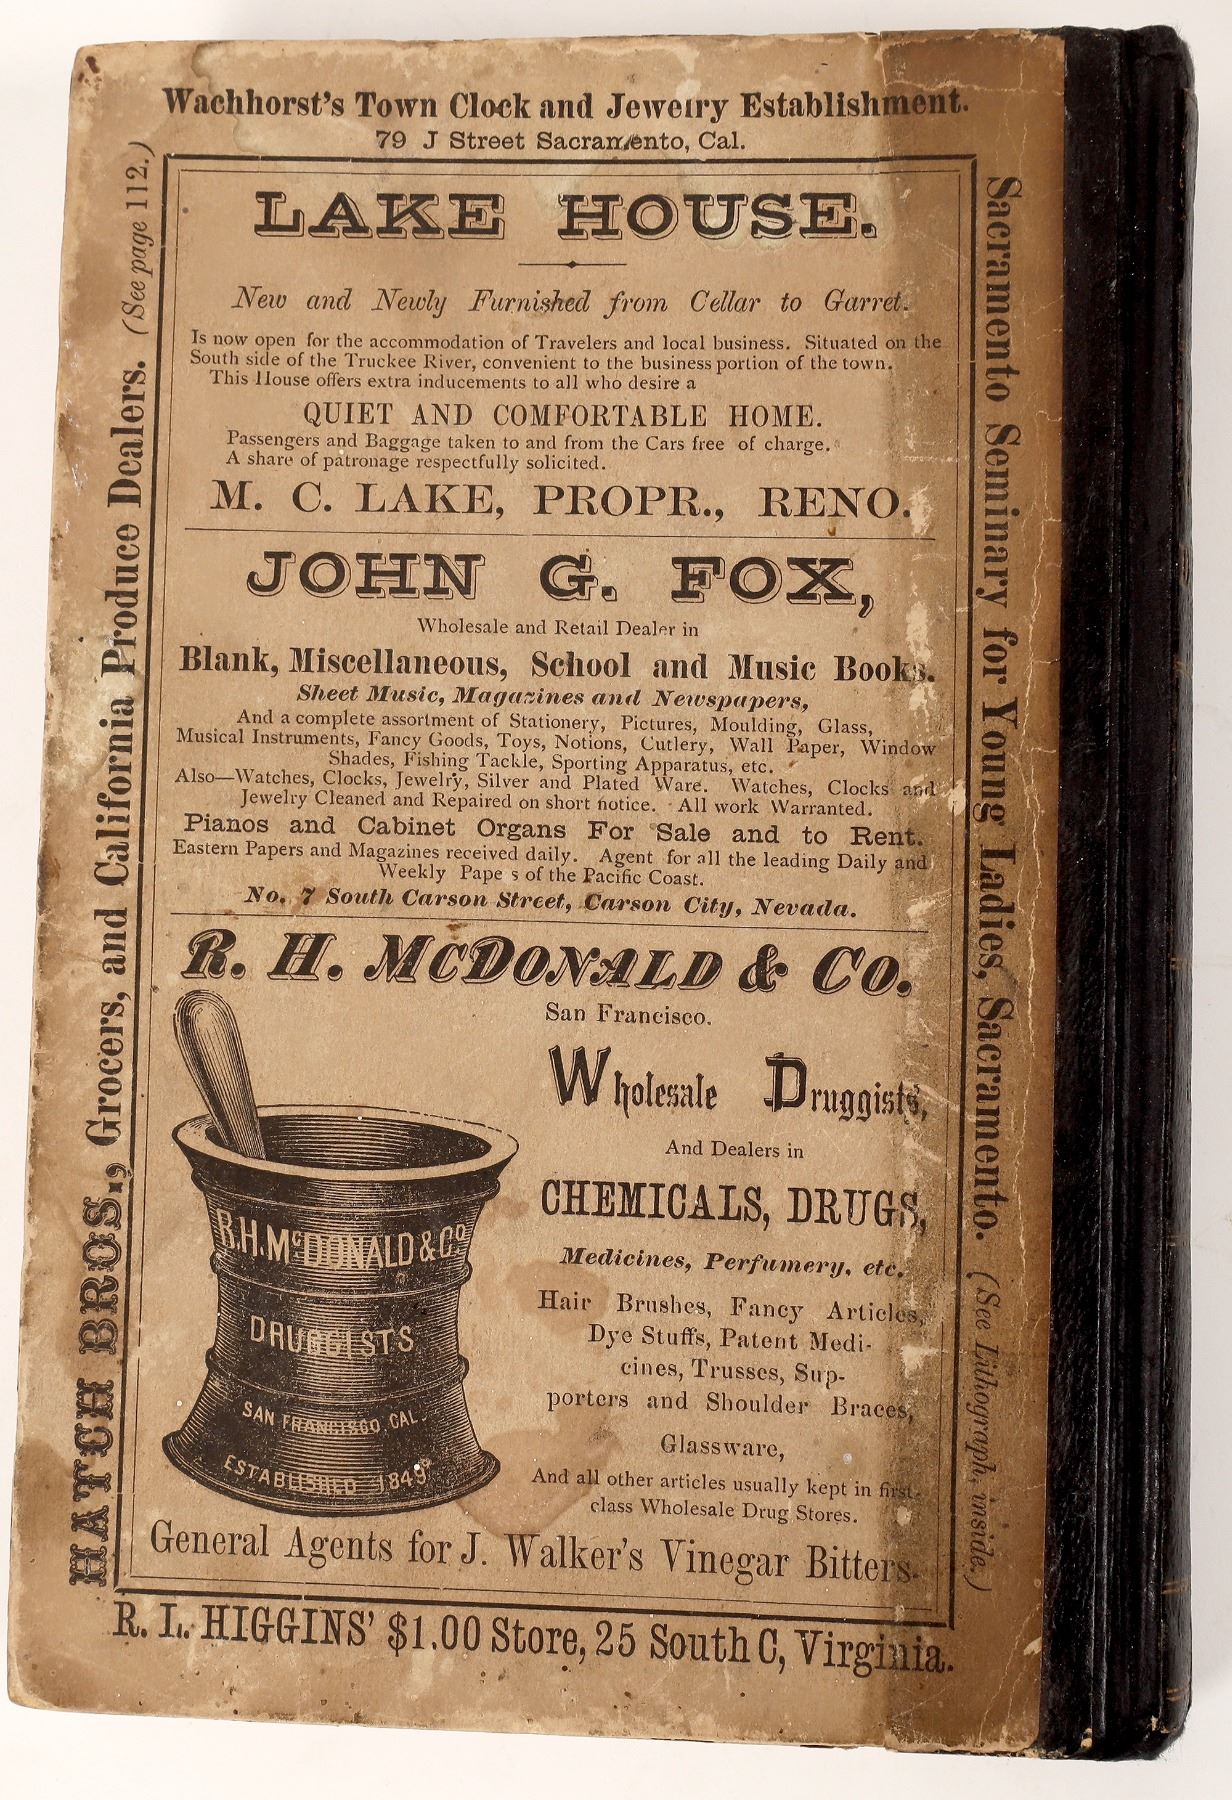 Wachhorst's Town Clock and Jewelry Establishment.
79 J Street Sacramento, Cal.
HATCH BROS., Grocers, and California Produce Dealers. (See page 112.)
LAKE HOUSE.
New and Newly Furnished from Cellar to Garret.
Is now open for the accommodation of Travelers and local business. Situated on the
South side of the Truckee River, convenient to the business portion of the town.
This House offers extra inducements to all who desire a
QUIET AND COMFORTABLE HOME.
Passengers and Baggage taken to and from the Cars free of charge.
A share of patronage respectfully solicited.
M. C. LAKE, PROPR., RENO.
JOHN G. FOX,
Wholesale and Retail Dealer in
Blank, Miscellaneous, School and Music Books.
Sheet Music, Magazines and Newspapers,
And a complete assortment of Stationery, Pictures, Moulding, Glass,
Musical Instruments, Fancy Goods, Toys, Notions, Cutlery, Wall Paper, Window
Shades, Fishing Tackle, Sporting Apparatus, etc.
Also—Watches, Clocks, Jewelry, Silver and Plated Ware. Watches, Clocks and
Jewelry Cleaned and Repaired on short notice. All work Warranted.
Pianos and Cabinet Organs For Sale and to Rent.
Eastern Papers and Magazines received daily. Agent for all the leading Daily and
Weekly Pape s of the Pacific Coast.
No. 7 South Carson Street, Carson City, Nevada.
R. H. McDONALD & Co.
San Francisco.
Wholesale Druggists,
And Dealers in
CHEMICALS, DRUGS,
Medicines, Perfumery, etc.
Hair Brushes, Fancy Articles,
Dye Stuffs, Patent Medi-
cines, Trusses, Sup-
porters and Shoulder Braces,
Glassware,
And all other articles usually kept in first-
class Wholesale Drug Stores.
R.H.McDONALD & Co
DRUGGISTS
SAN FRANCISCO. CAL.
ESTABLISHED 1849
General Agents for J. Walker's Vinegar Bitters.
Sacramento Seminary for Young Ladies, Sacramento. (See Lithograph, inside.)
R. L. HIGGINS' $1.00 Store, 25 South C, Virginia.